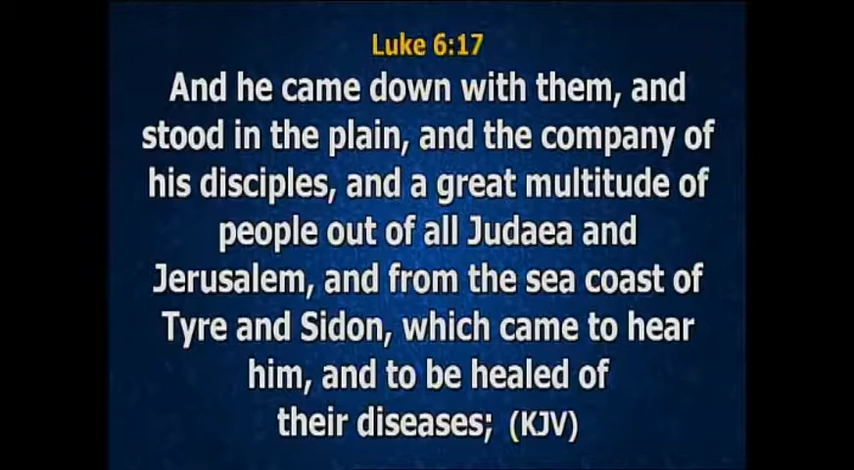 Luke 6:17
And he came down with them, and
stood in the plain, and the company of
his disciples, and a great multitude of
people out of all Judaea and
Jerusalem, and from the sea coast of
Tyre and Sidon, which came to hear
him, and to be healed of
their diseases; (KJV)